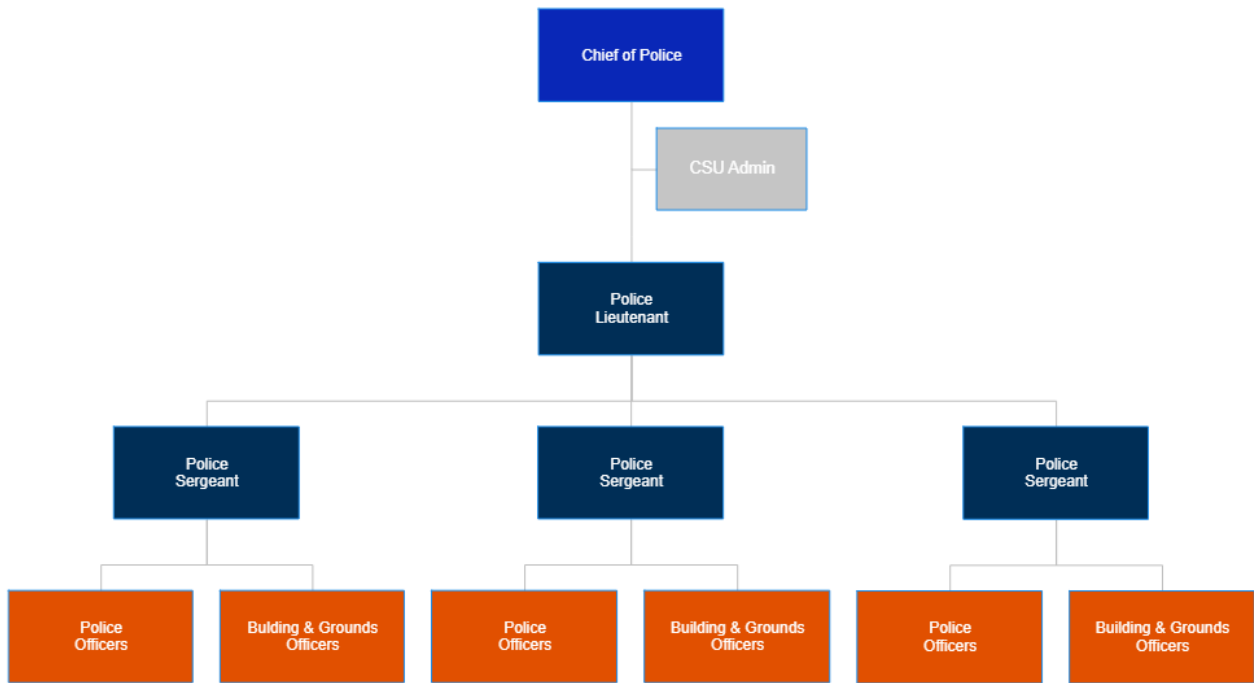 Chief of Police
CSU Admin
Police
Lieutenant
Police
Sergeant
Police
Sergeant
Police
Sergeant
Police
Officers
Bulding & Grounds
Officers
Police
Officers
Building & Grounds
Officers
Police
Officers
Building & Grounds
Officers